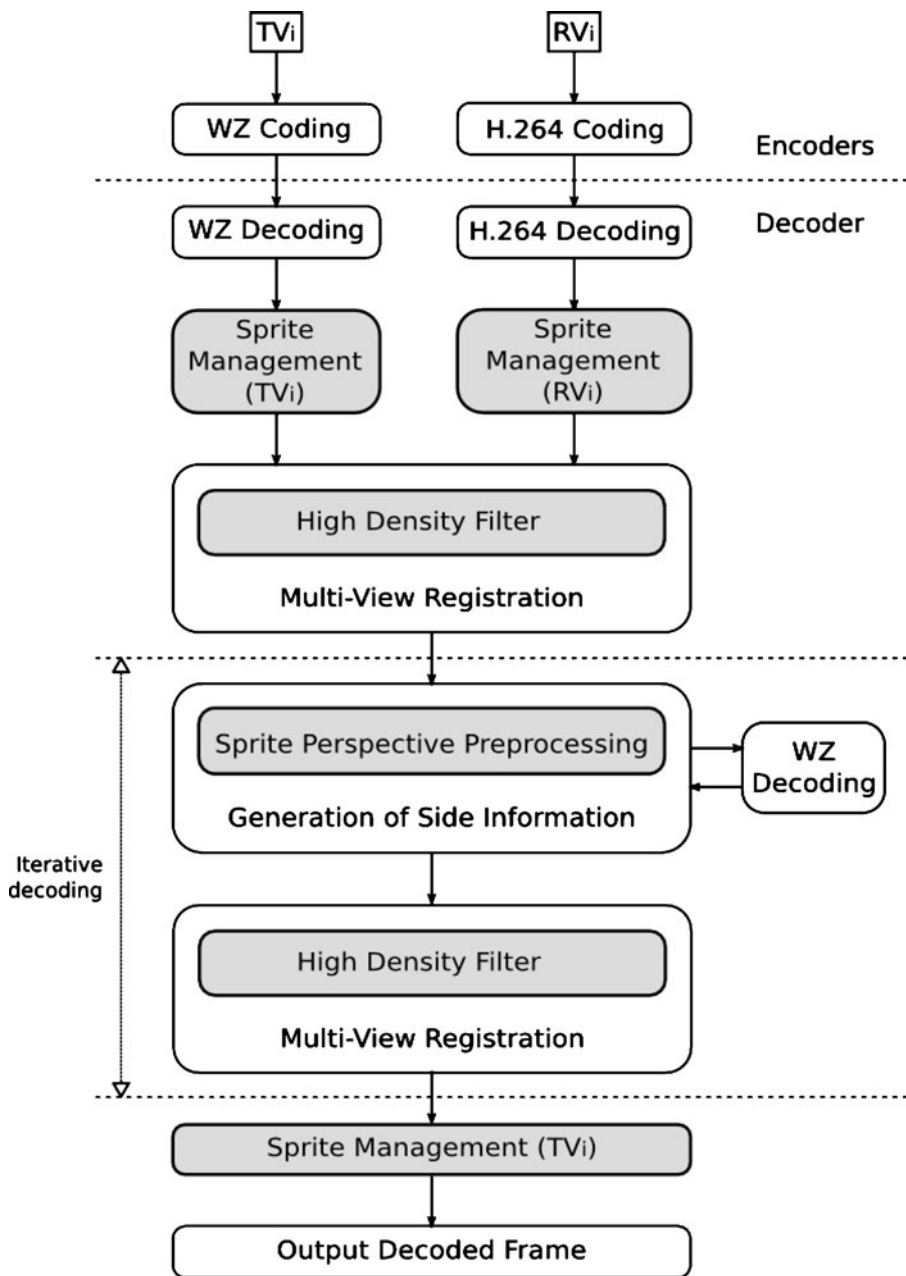 TVi
RVi
WZ Coding
H.264 Coding
Encoders
WZ Decoding
H.264 Decoding
Decoder
Sprite
Management
(TVi)
Sprite
Management
(RVi)
High Density Filter
Multi-View Registration
Sprite Perspective Preprocessing
WZ
Decoding
Generation of Side Information
Iterative
decoding
High Density Filter
Multi-View Registration
Sprite Management (TVi)
Output Decoded Frame